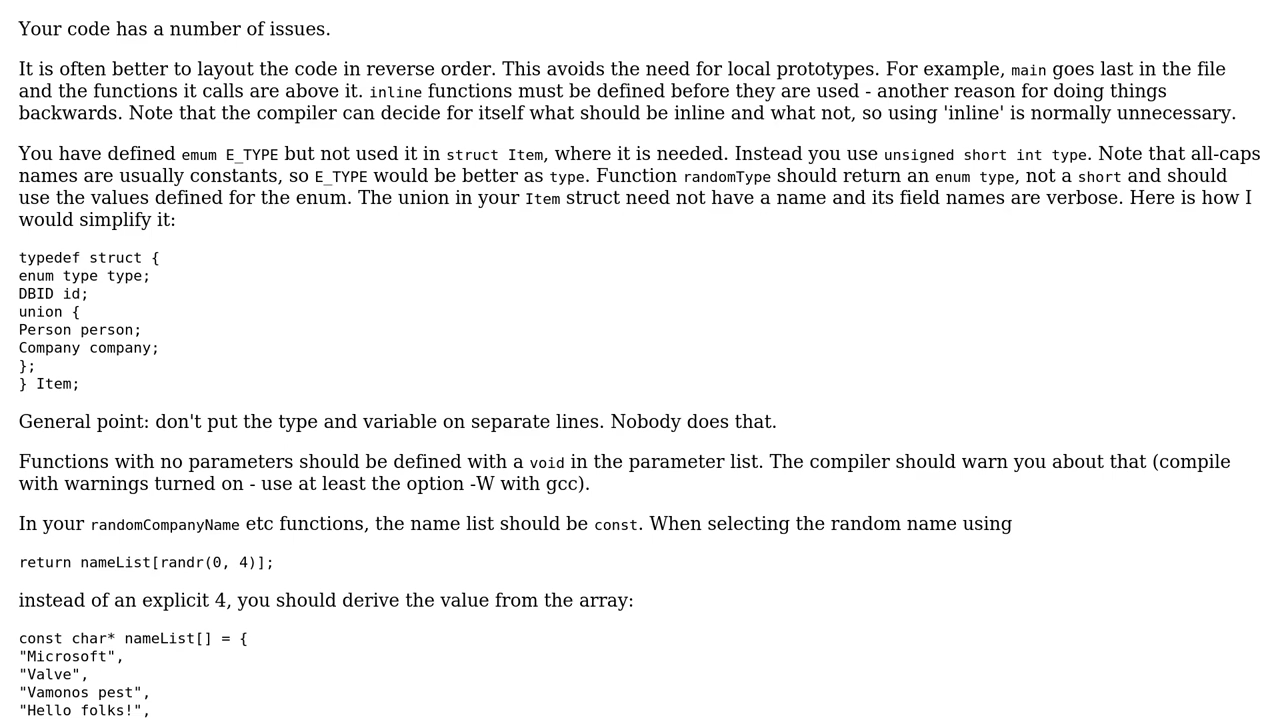 Your code has a number of issues.
It is often better to layout the code in reverse order. This avoids the need for local prototypes. For example, main goes last in the file
and the functions it calls are above it. inline functions must be defined before they are used - another reason for doing things
backwards. Note that the compiler can decide for itself what should be inline and what not, so using 'inline' is normally unnecessary.
You have defined emum E_TYPE but not used it in struct Item, where it is needed. Instead you use unsigned short int type. Note that all-caps
names are usually constants, so E_TYPE would be better as type. Function randomType should return an enum type, not a short and should
use the values defined for the enum. The union in your Item struct need not have a name and its field names are verbose. Here is how I
would simplify it:
typedef struct {
enum type type;
DBID id;
union {
Person person;
Company company;
};
} Item;
General point: don't put the type and variable on separate lines. Nobody does that.
Functions with no parameters should be defined with a void in the parameter list. The compiler should warn you about that (compile
with warnings turned on - use at least the option -W with gcc).
In your randomCompanyName etc functions, the name list should be const. When selecting the random name using
return nameList[randr(0, 4)];
instead of an explicit 4, you should derive the value from the array:
const char* nameList[] = {
"Microsoft",
"Valve",
"Vamonos pest",
"Hello folks!",